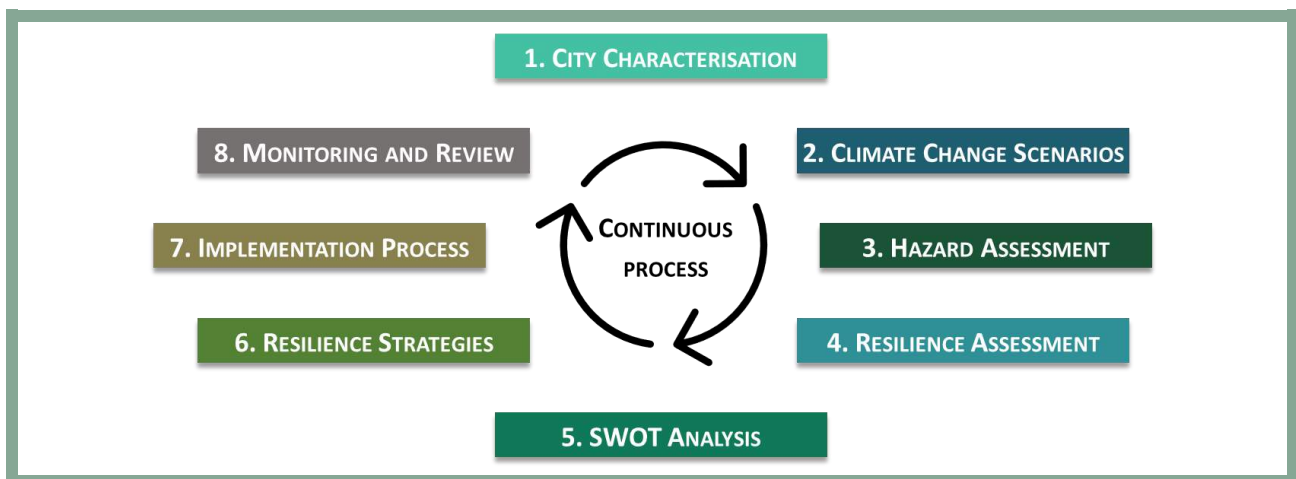 1. CITY CHARACTERISATION
2. CLIMATE CHANGE SCENARIOS
3. HAZARD ASSESSMENT
4. RESILIENCE ASSESSMENT
5. SWOT ANALYSIS
6. RESILIENCE STRATEGIES
7. IMPLEMENTATION PROCESS
8. MONITORING AND REVIEW
CONTINUOUS
PROCESS